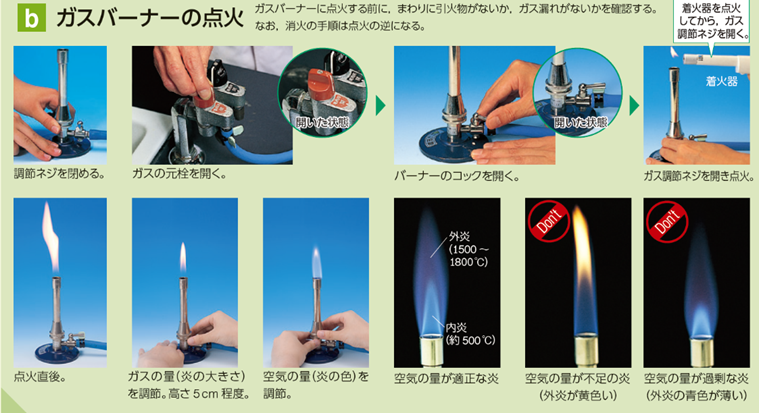 b ガスバーナーの点火
ガスバーナーに点火する前に，まわりに引火物がないか，ガス漏れがないかを確認する。
なお，消火の手順は点火の逆になる。
着火器を点火
してから，ガス
調節ネジを開く。
開いた状態
開いた状態
着火器
調節ネジを閉める。
ガスの元栓を開く。
バーナーのコックを開く。
ガス調節ネジを開き点火。
外炎
(1500～
1800℃)
内炎
(約500℃)
Don't
Don't
点火直後。
ガスの量(炎の大きさ)
を調節。高さ5cm程度。
空気の量(炎の色)を
調節。
空気の量が適正な炎
空気の量が不足の炎
(外炎が黄色い)
空気の量が過剰な炎
(外炎の青色が薄い)